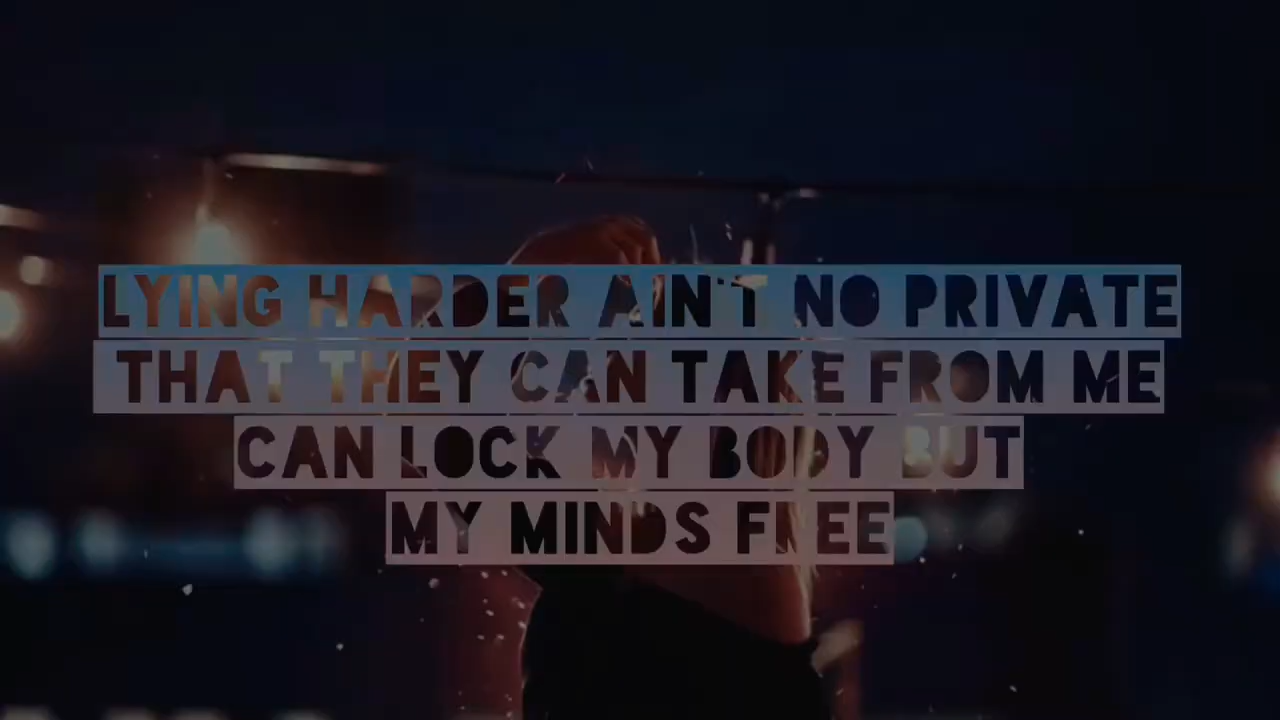 LYING HARDER AIN'T NO PRIVATE
THAT THEY CAN TAKE FROM ME
CAN LOCK MY BODY BUT
MY MINDS FREE